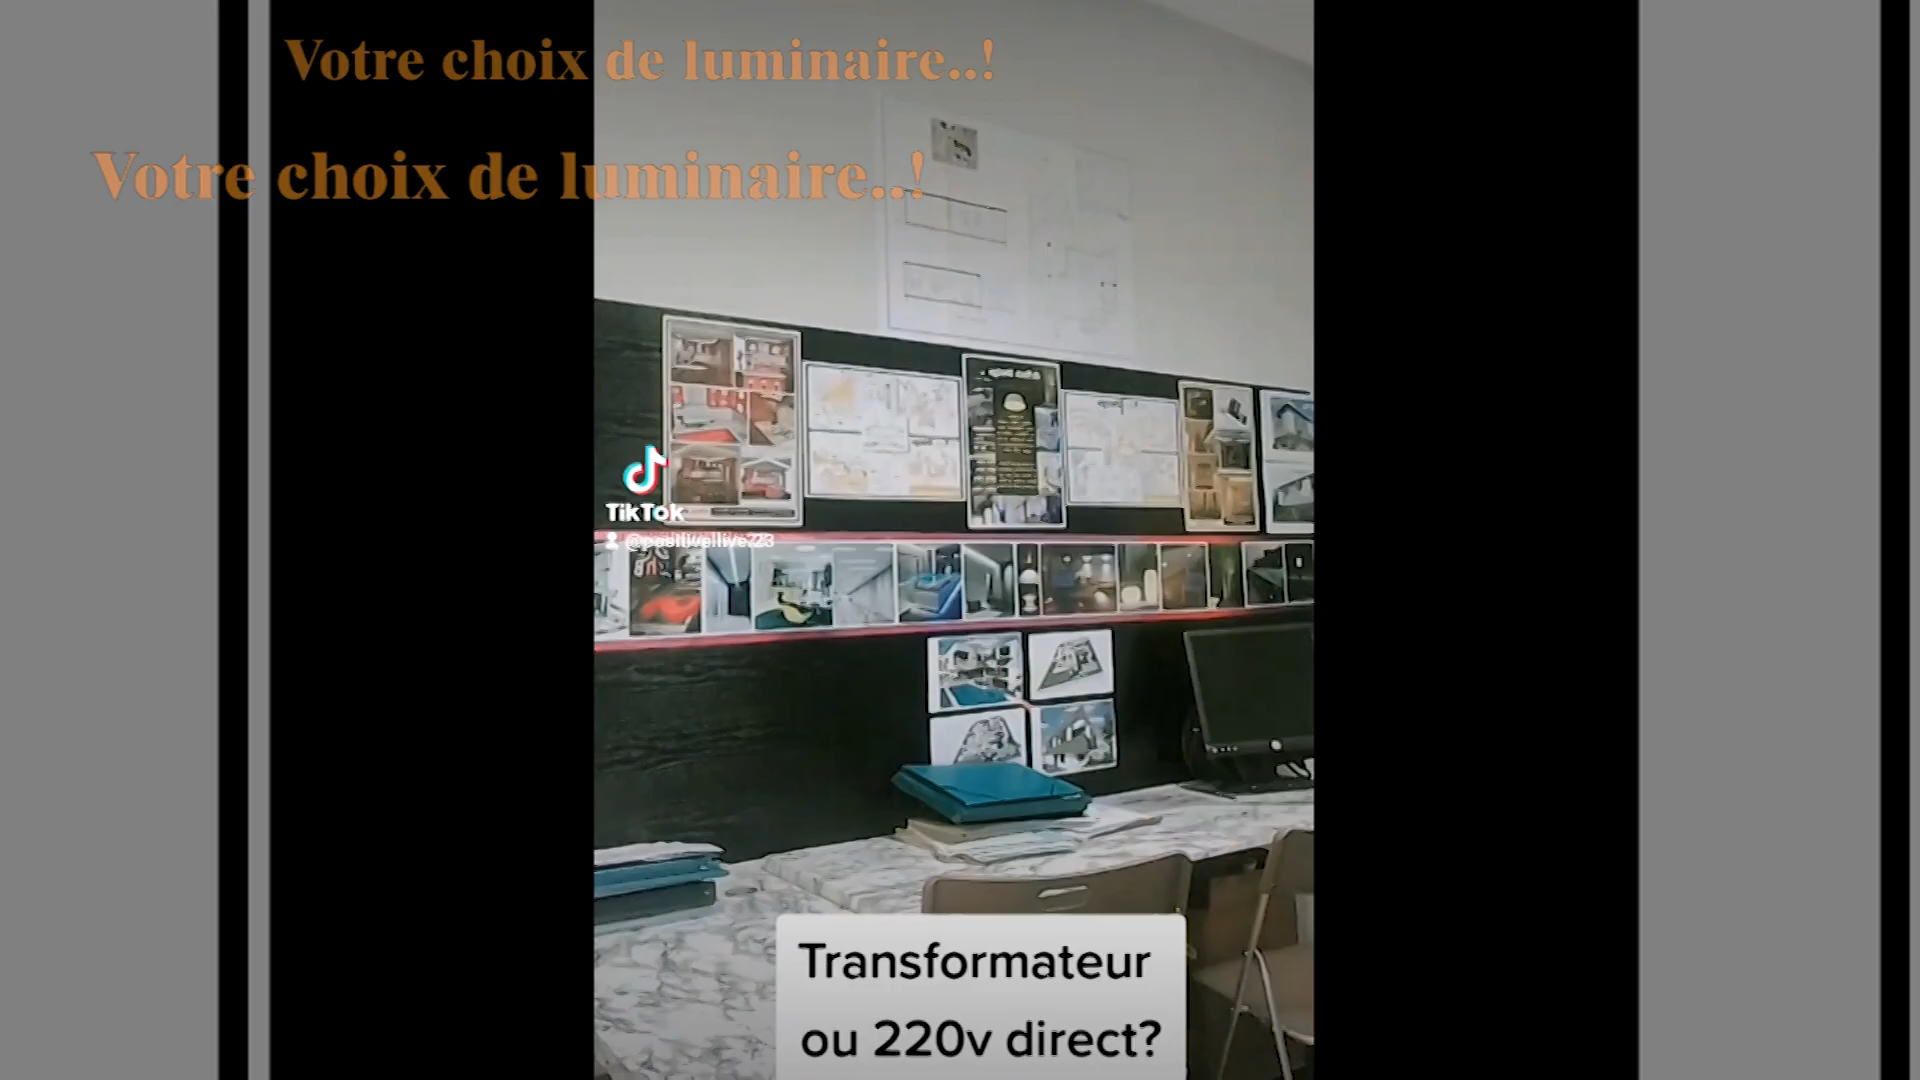 Votre choix de luminaire..!
Votre choix de luminaire..!
TikTok
Transformateur
ou 220v direct?